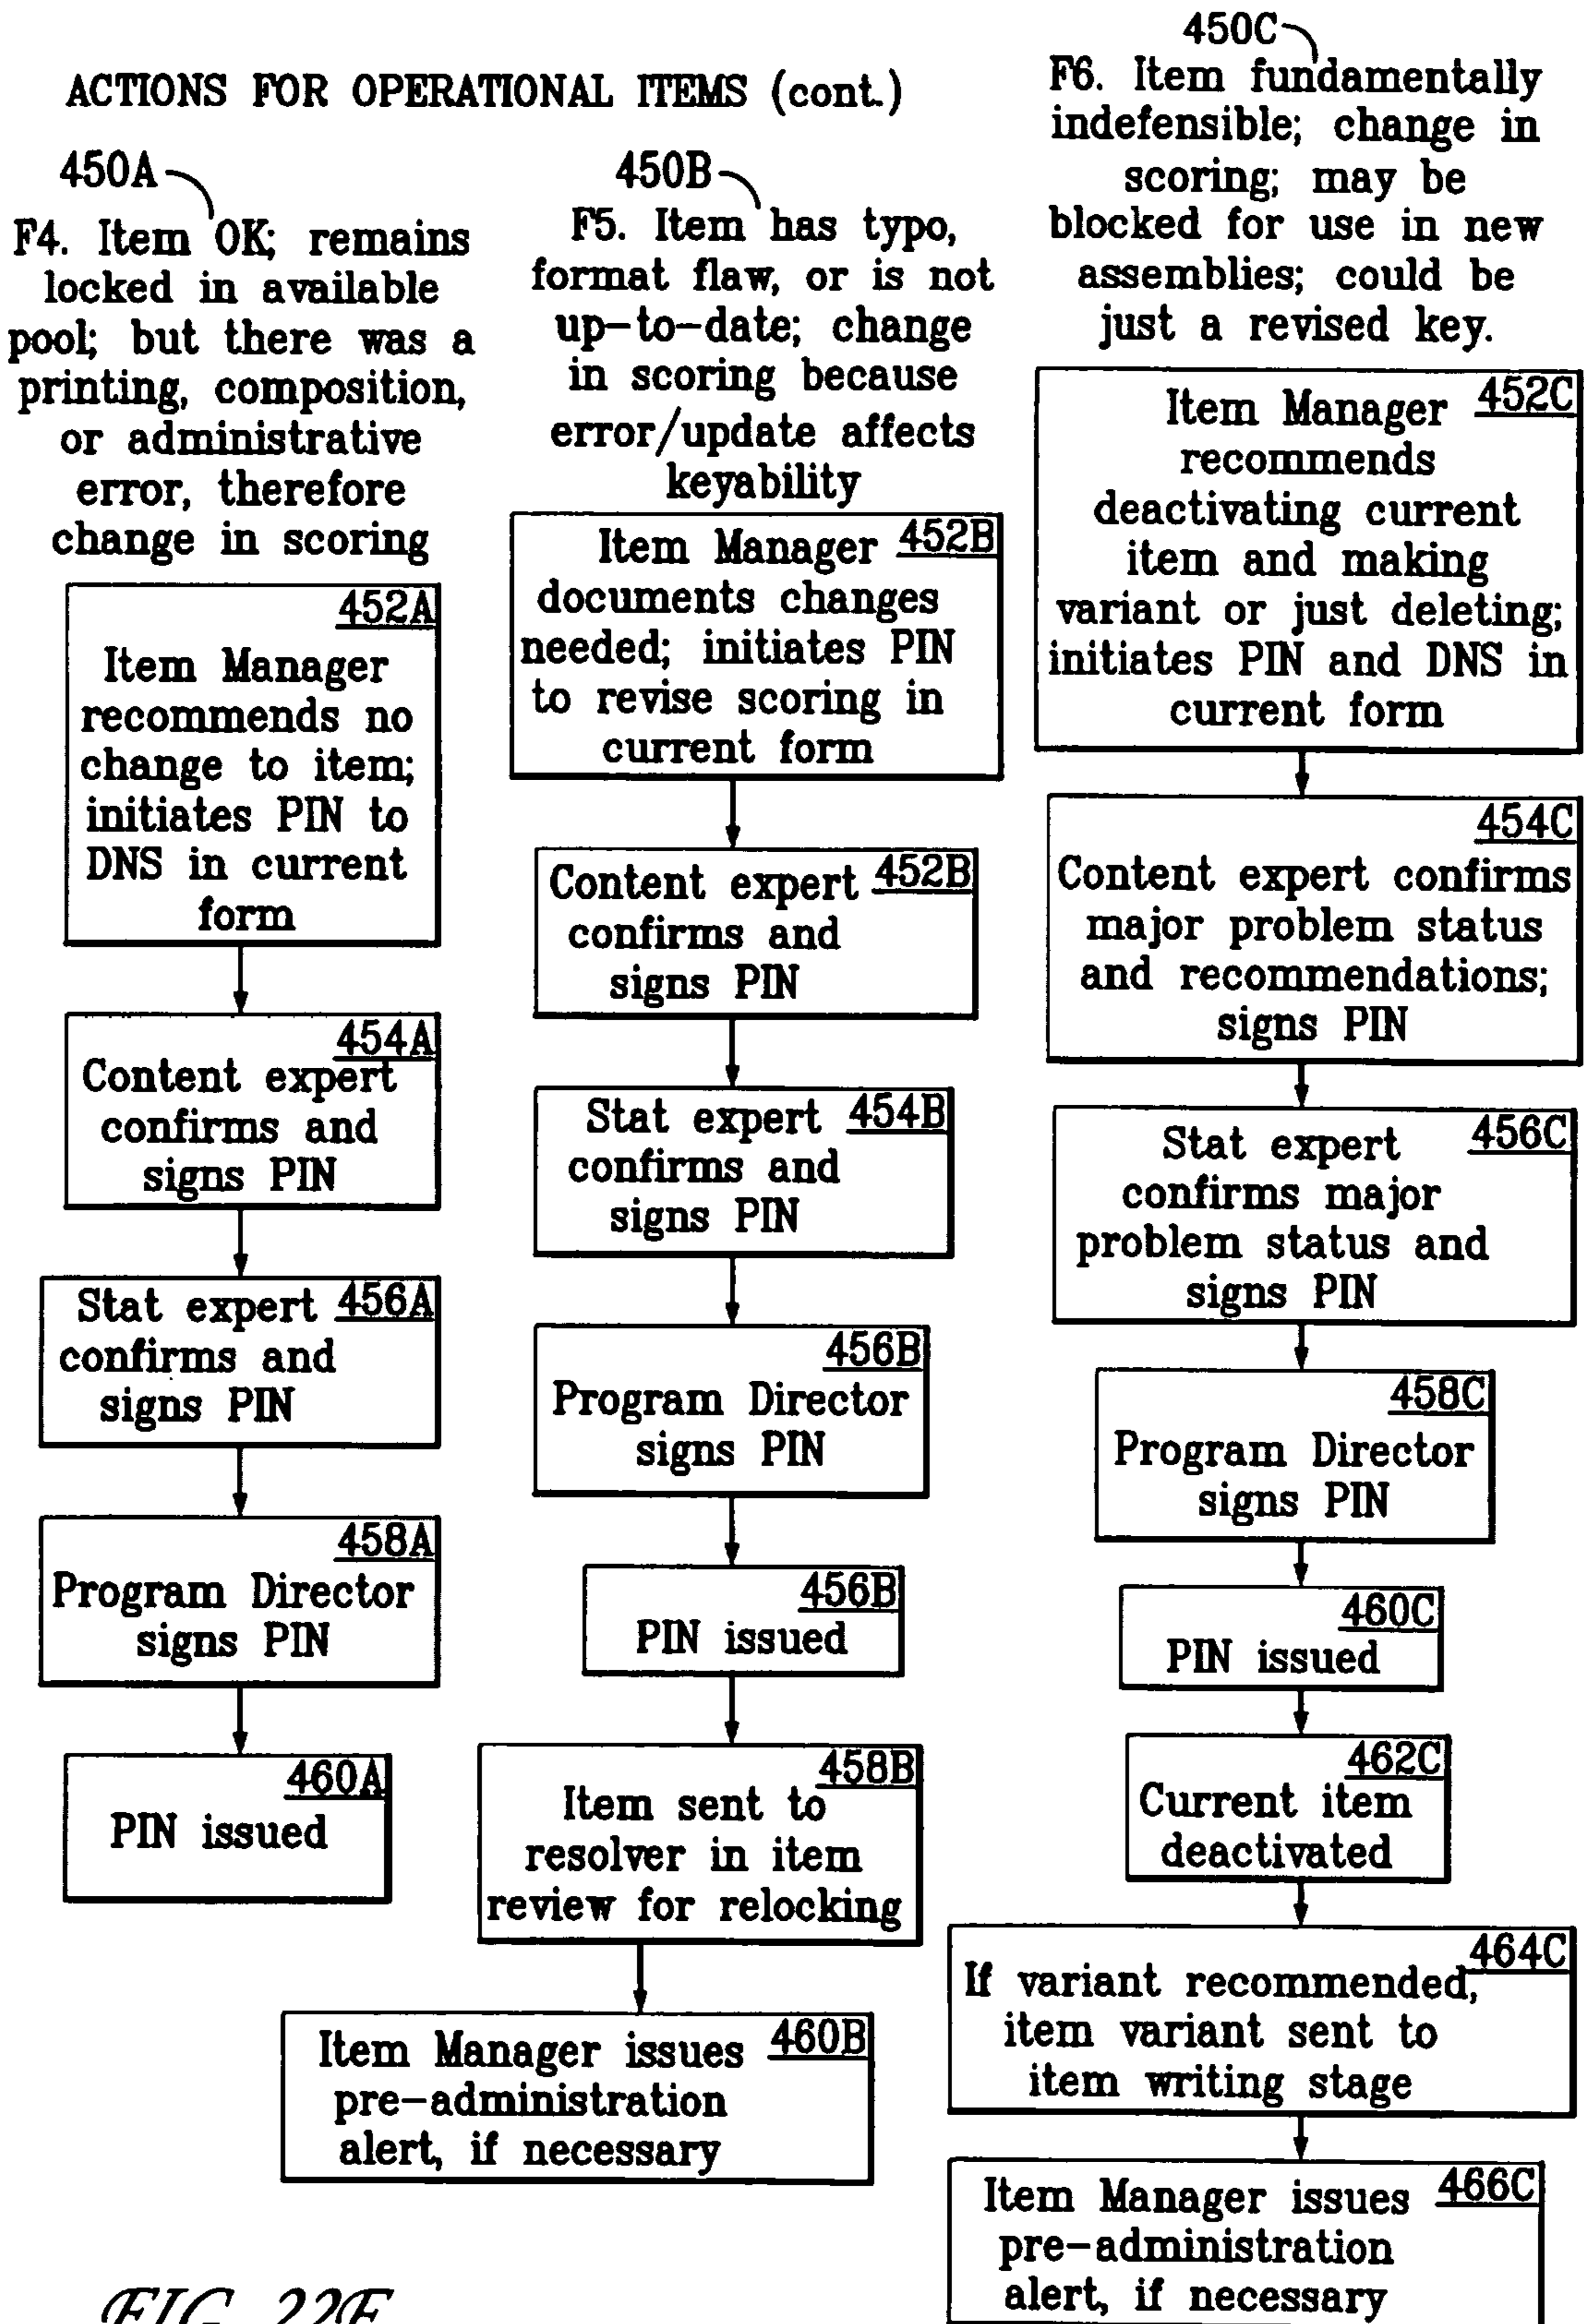 ACTIONS FOR OPERATIONAL ITEMS (cont.)
450A
F4. Item OK; remains
locked in available
pool; but there was a
printing, composition,
or administrative
error, therefore
change in scoring
452A
Item Manager
recommends no
change to item;
initiates PIN to
DNS in current
form
454A
Content expert
confirms and
signs PIN
Stat expert 456A
confirms and
signs PIN
458A
Program Director
signs PIN
460A
PIN issued
450B
F5. Item has typo,
format flaw, or is not
up-to-date; change
in scoring because
error/update affects
keyability
Item Manager 452B
documents changes
needed; initiates PIN
to revise scoring in
current form
Content expert 452B
confirms and
signs PIN
Stat expert 454B
confirms and
signs PIN
456B
Program Director
signs PIN
456B
PIN issued
458B
Item sent to
resolver in item
review for relocking
Item Manager issues 460B
pre-administration
alert, if necessary
450C
F6. Item fundamentally
indefensible; change in
scoring; may be
blocked for use in new
assemblies; could be
just a revised key.
Item Manager 452C
recommends
deactivating current
item and making
variant or just deleting;
initiates PIN and DNS in
current form
454C
Content expert confirms
major problem status
and recommendations;
signs PIN
Stat expert 456C
confirms major
problem status and
signs PIN
458C
Program Director
signs PIN
460C
PIN issued
462C
Current item
deactivated
464C
If variant recommended,
item variant sent to
item writing stage
Item Manager issues 466C
pre-administration
alert, if necessary